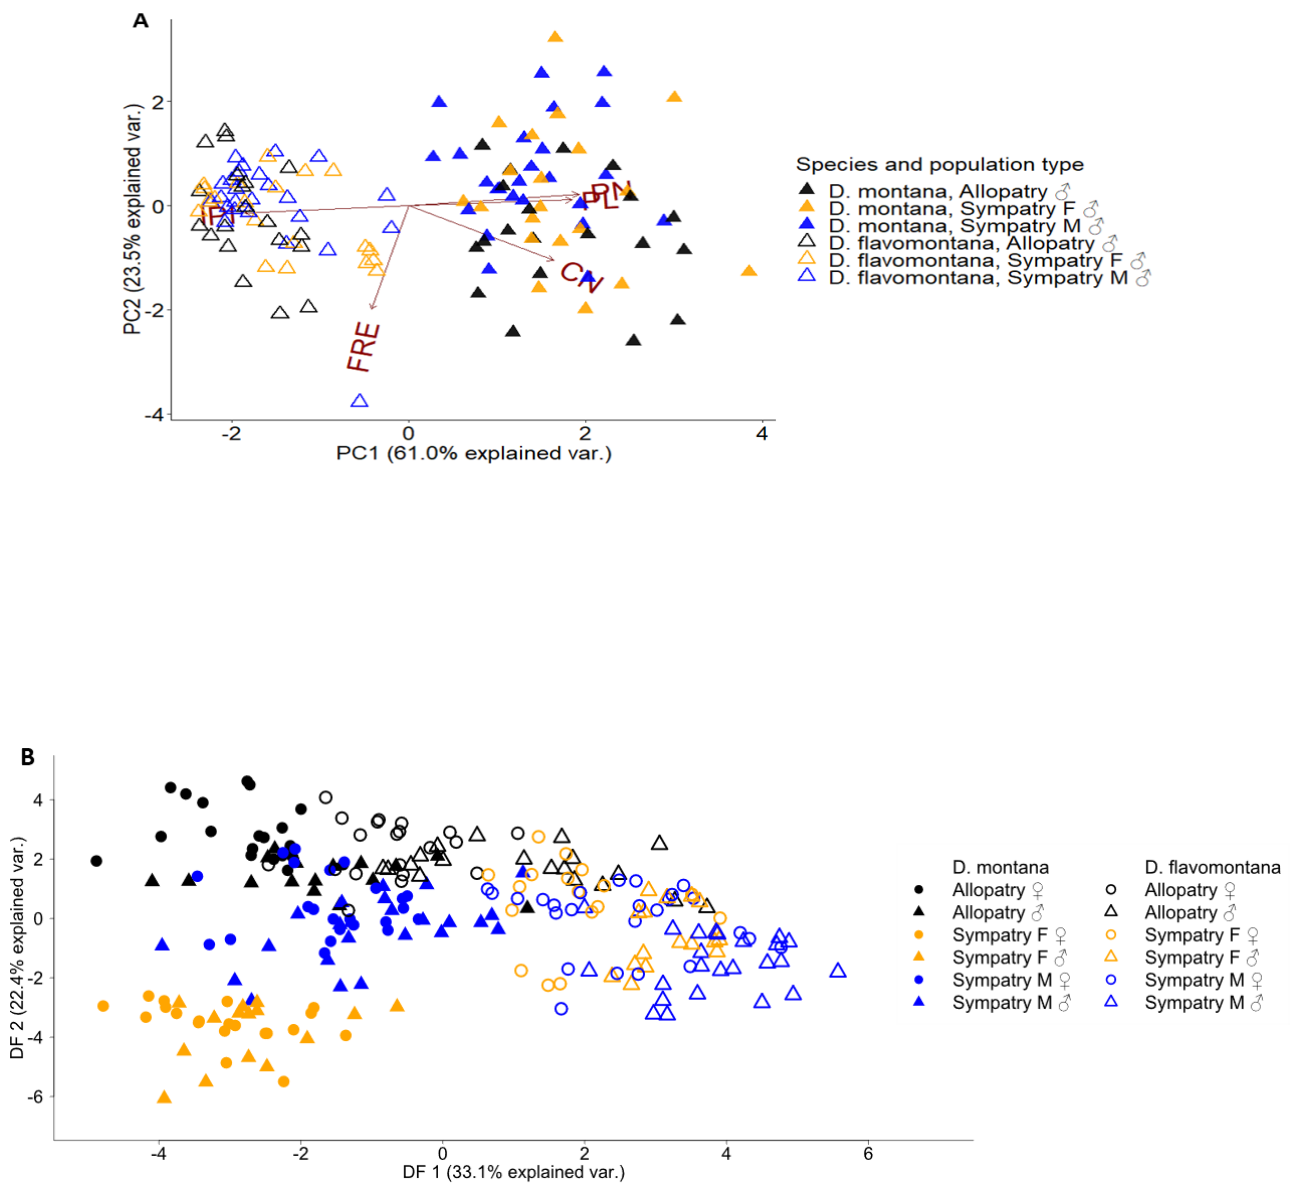 A
2
0
-2
-4
PC2 (23.5% explained var.)
-2
0
2
4
PC1 (61.0% explained var.)
IPI
PN
PL
CN
FRE
Species and population type
D. montana, Allopatry ♂
D. montana, Sympatry F ♂
D. montana, Sympatry M ♂
D. flavomontana, Allopatry ♂
D. flavomontana, Sympatry F ♂
D. flavomontana, Sympatry M ♂
B
4
2
0
-2
-4
-6
DF 2 (22.4% explained var.)
-4
-2
0
2
4
6
DF 1 (33.1% explained var.)
D. montana
Allopatry ♀
Allopatry ♂
Sympatry F ♀
Sympatry F ♂
Sympatry M ♀
Sympatry M ♂
D. flavomontana
Allopatry ♀
Allopatry ♂
Sympatry F ♀
Sympatry F ♂
Sympatry M ♀
Sympatry M ♂